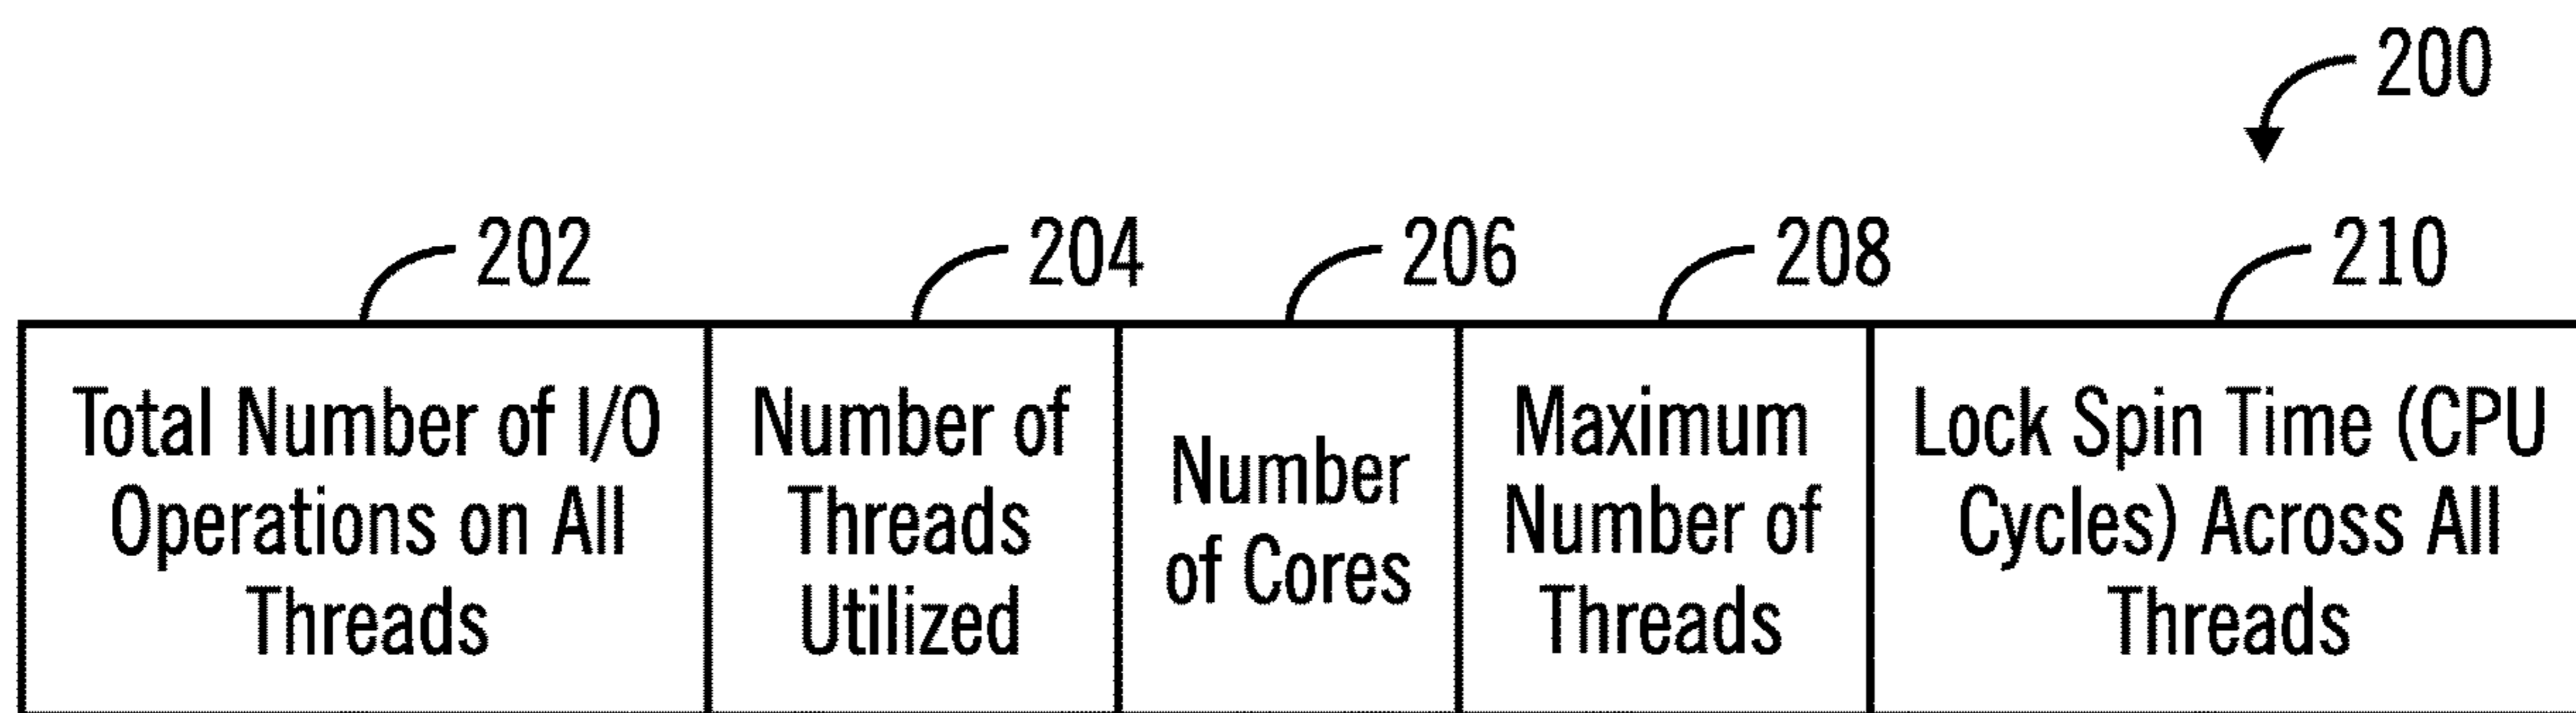 200
202
204
206
208
210
Total Number of I/O
Operations on All
Threads
Number of
Threads
Utilized
Number
of Cores
Maximum
Number of
Threads
Lock Spin Time (CPU
Cycles) Across All
Threads